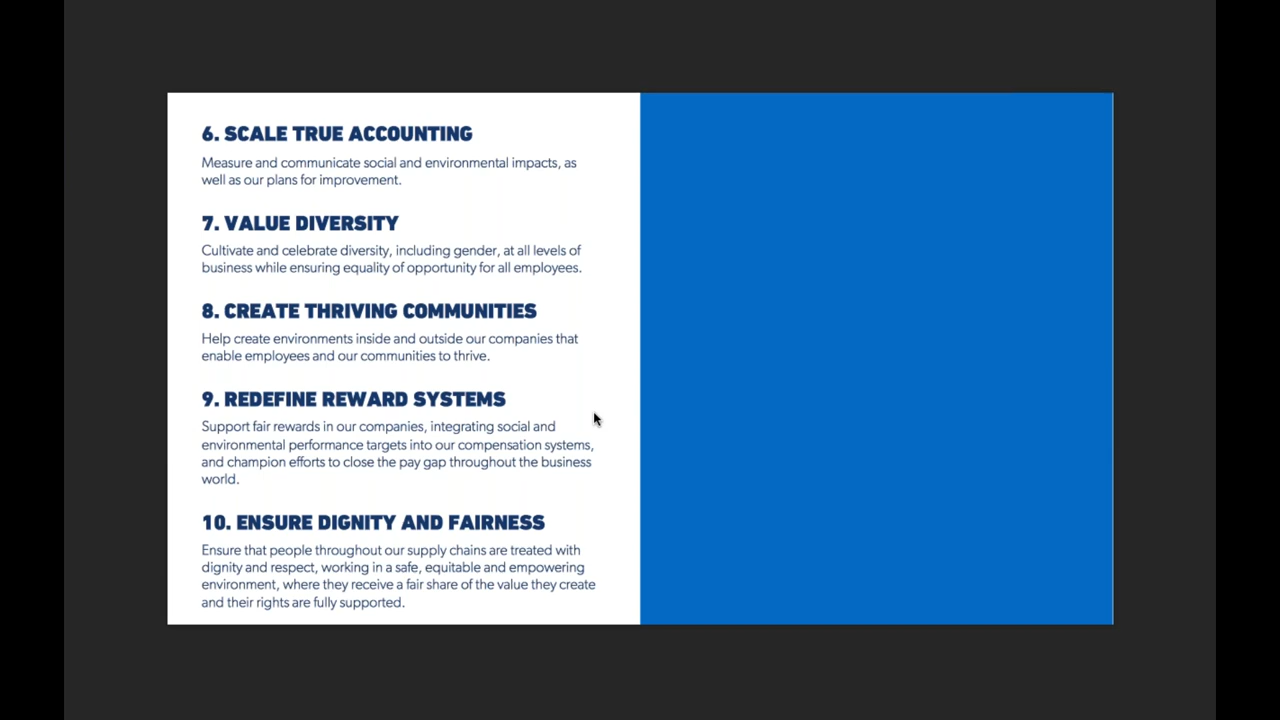 6. SCALE TRUE ACCOUNTING
Measure and communicate social and environmental impacts, as
well as our plans for improvement.
7. VALUE DIVERSITY
Cultivate and celebrate diversity, including gender, at all levels of
business while ensuring equality of opportunity for all employees.
8. CREATE THRIVING COMMUNITIES
Help create environments inside and outside our companies that
enable employees and our communities to thrive.
9. REDEFINE REWARD SYSTEMS
Support fair rewards in our companies, integrating social and
environmental performance targets into our compensation systems,
and champion efforts to close the pay gap throughout the business
world.
10. ENSURE DIGNITY AND FAIRNESS
Ensure that people throughout our supply chains are treated with
dignity and respect, working in a safe, equitable and empowering
environment, where they receive a fair share of the value they create
and their rights are fully supported.